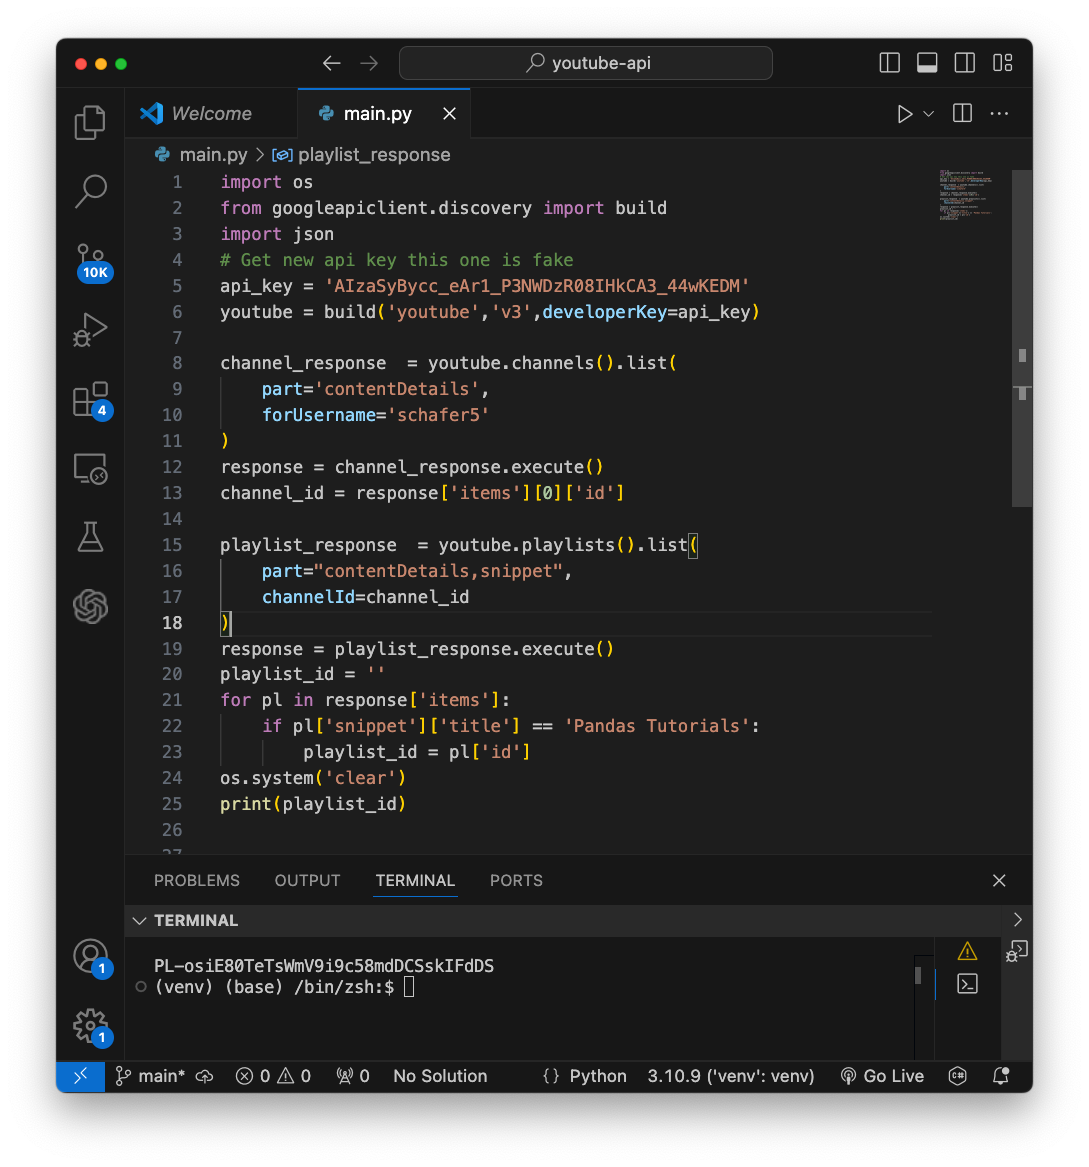 youtube-api
Welcome
main.py
main.py > playlist_response
1 import os
2 from googleapiclient.discovery import build
3 import json
4 # Get new api key this one is fake
5 api_key = 'AIzaSyBycc_eAr1_P3NWDzR08IHkCA3_44wKEDM'
6 youtube = build('youtube','v3',developerKey=api_key)
7
8 channel_response  = youtube.channels().list(
9     part='contentDetails',
10     forUsername='schafer5'
11 )
12 response = channel_response.execute()
13 channel_id = response['items'][0]['id']
14
15 playlist_response  = youtube.playlists().list(
16     part="contentDetails,snippet",
17     channelId=channel_id
18 )
19 response = playlist_response.execute()
20 playlist_id = ''
21 for pl in response['items']:
22     if pl['snippet']['title'] == 'Pandas Tutorials':
23         playlist_id = pl['id']
24 os.system('clear')
25 print(playlist_id)
26
27
10K
4
1
1
PROBLEMS OUTPUT TERMINAL PORTS
TERMINAL
PL-osiE80TeTsWmV9i9c58mdDCSskIFdDS
(venv) (base) /bin/zsh:$
main* 0 0 0 No Solution {} Python 3.10.9 ('venv': venv) Go Live